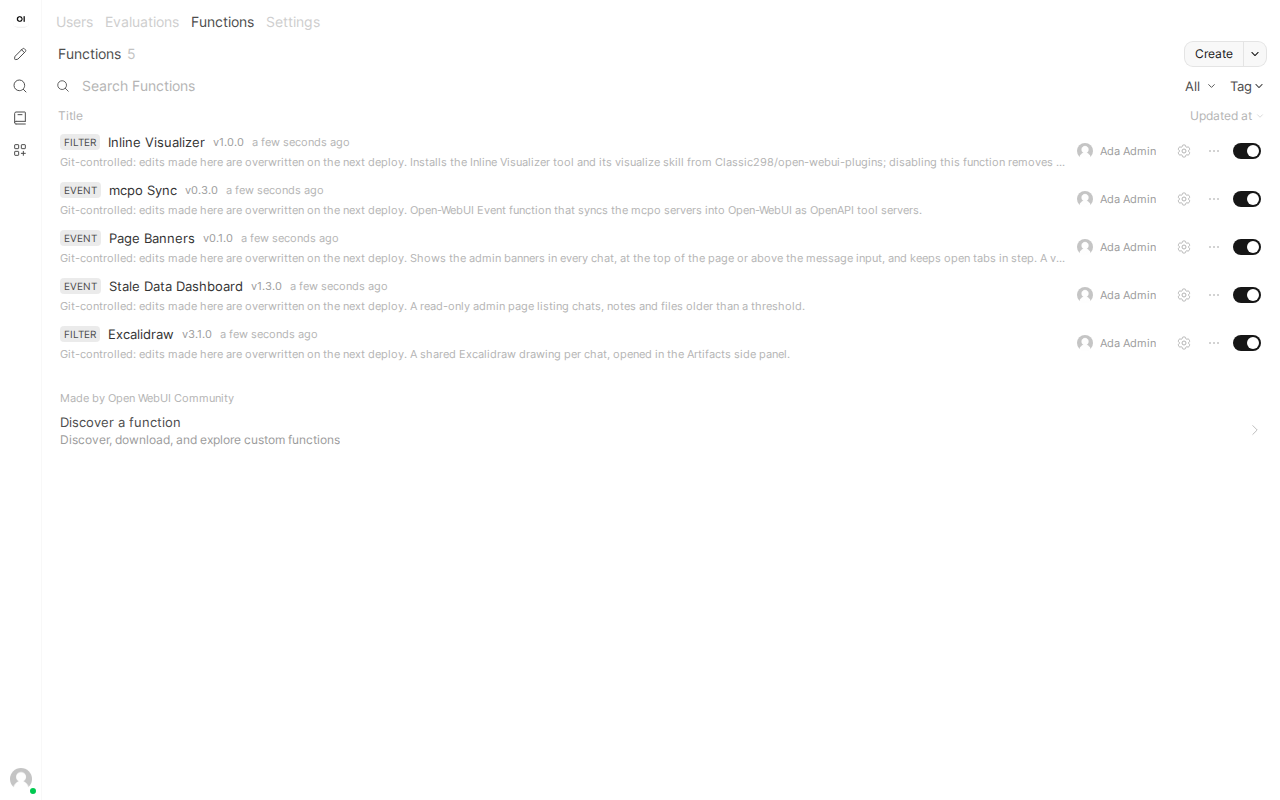 OI
Users Evaluations Functions Settings
Functions 5
Create
Search Functions
All Tag
Title Updated at
FILTER Inline Visualizer v1.0.0 a few seconds ago
Git-controlled: edits made here are overwritten on the next deploy. Installs the Inline Visualizer tool and its visualize skill from Classic298/open-webui-plugins; disabling this function removes ...
Ada Admin
EVENT mcpo Sync v0.3.0 a few seconds ago
Git-controlled: edits made here are overwritten on the next deploy. Open-WebUI Event function that syncs the mcpo servers into Open-WebUI as OpenAPI tool servers.
Ada Admin
EVENT Page Banners v0.1.0 a few seconds ago
Git-controlled: edits made here are overwritten on the next deploy. Shows the admin banners in every chat, at the top of the page or above the message input, and keeps open tabs in step. A v...
Ada Admin
EVENT Stale Data Dashboard v1.3.0 a few seconds ago
Git-controlled: edits made here are overwritten on the next deploy. A read-only admin page listing chats, notes and files older than a threshold.
Ada Admin
FILTER Excalidraw v3.1.0 a few seconds ago
Git-controlled: edits made here are overwritten on the next deploy. A shared Excalidraw drawing per chat, opened in the Artifacts side panel.
Ada Admin
Made by Open WebUI Community
Discover a function
Discover, download, and explore custom functions